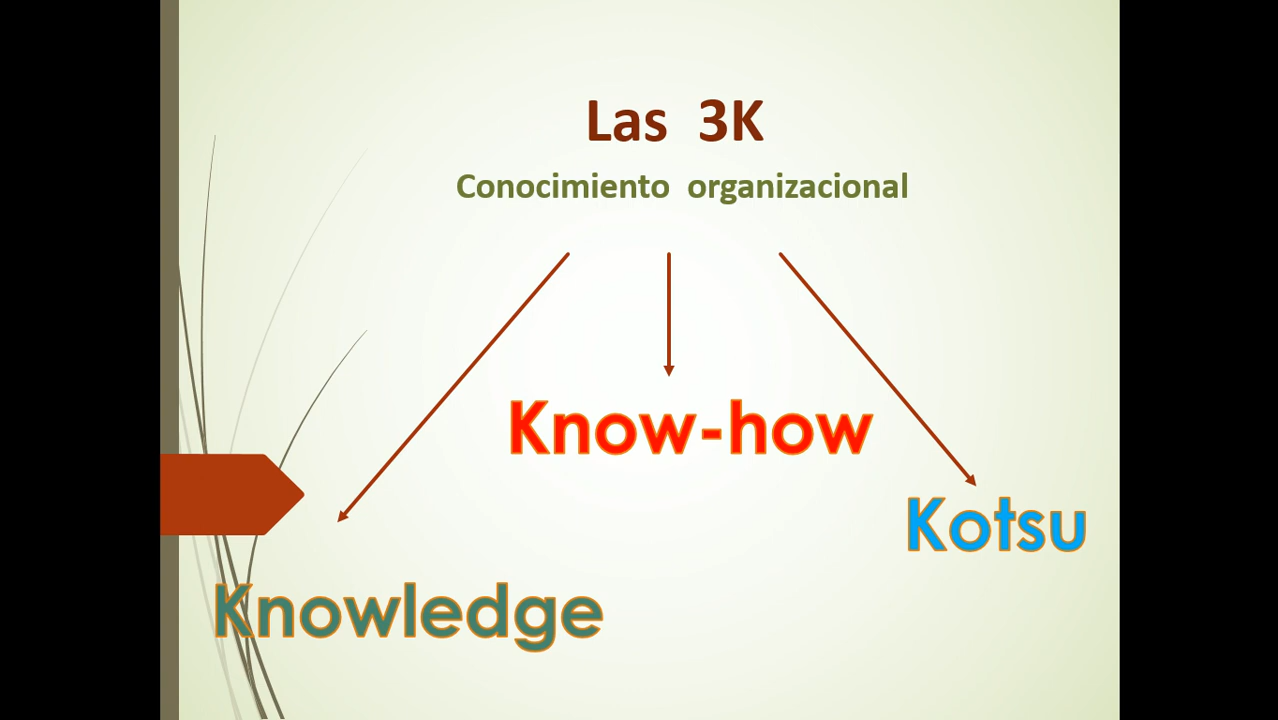 Las 3K
Conocimiento organizacional
Know-how
Kotsu
Knowledge